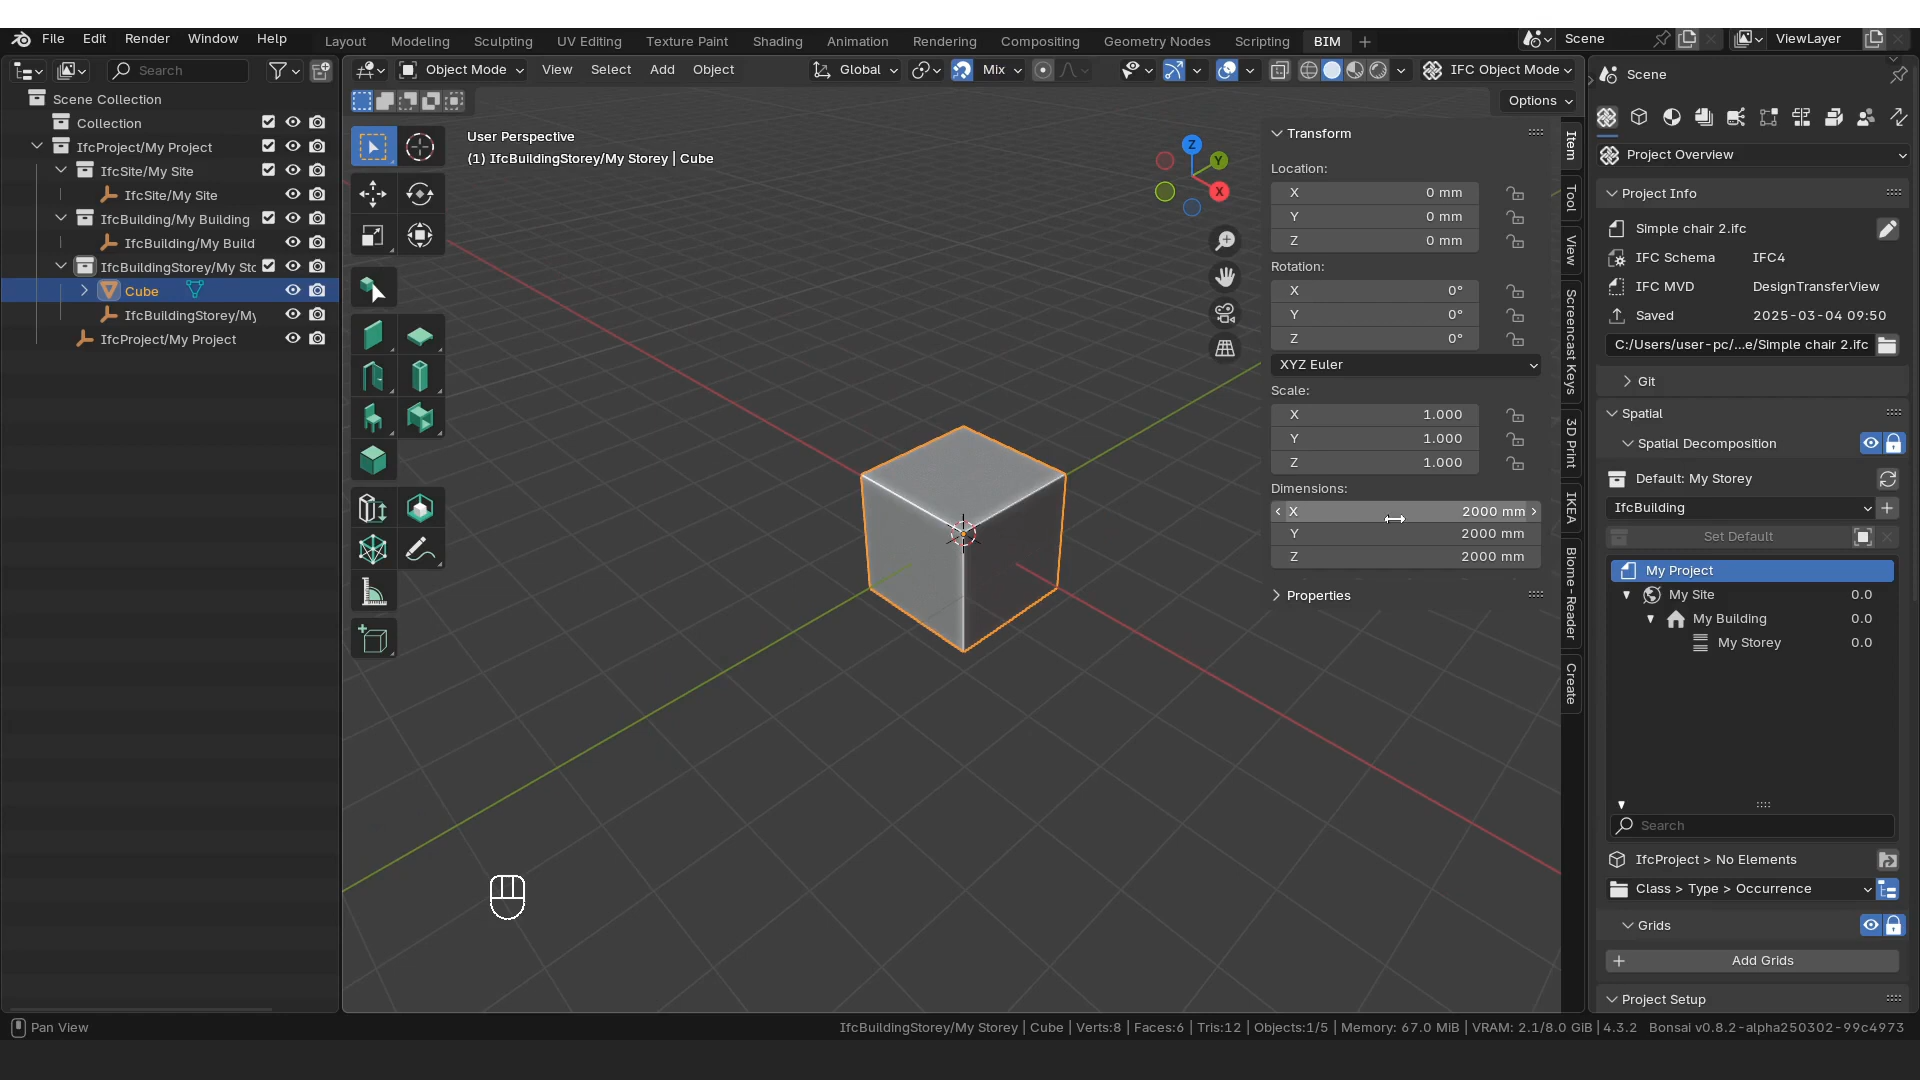 File Edit Render Window Help Layout Modeling Sculpting UV Editing Texture Paint Shading Animation Rendering Compositing Geometry Nodes Scripting BIM Scene ViewLayer
Search
Object Mode View Select Add Object Global Mix IFC Object Mode
Options
Scene Collection
Collection
IfcProject/My Project
IfcSite/My Site
IfcSite/My Site
IfcBuilding/My Building
IfcBuilding/My Build
IfcBuildingStorey/My Sto
Cube
IfcBuildingStorey/My
IfcProject/My Project
User Perspective
(1) IfcBuildingStorey/My Storey | Cube
Z
Y
X
Transform
Location:
X 0 mm
Y 0 mm
Z 0 mm
Rotation:
X 0°
Y 0°
Z 0°
XYZ Euler
Scale:
X 1.000
Y 1.000
Z 1.000
Dimensions:
X 2000 mm
Y 2000 mm
Z 2000 mm
Properties
Item
Tool
View
Screencast Keys
3D Print
IKEA
Biome-Reader
Create
Scene
Project Overview
Project Info
Simple chair 2.ifc
IFC Schema IFC4
IFC MVD DesignTransferView
Saved 2025-03-04 09:50
C:/Users/user-pc/...e/Simple chair 2.ifc
Git
Spatial
Spatial Decomposition
Default: My Storey
IfcBuilding
Set Default
My Project
My Site 0.0
My Building 0.0
My Storey 0.0
Search
IfcProject > No Elements
Class > Type > Occurrence
Grids
Add Grids
Project Setup
Pan View
IfcBuildingStorey/My Storey | Cube | Verts:8 | Faces:6 | Tris:12 | Objects:1/5 | Memory: 67.0 MiB | VRAM: 2.1/8.0 GiB | 4.3.2 Bonsai v0.8.2-alpha250302-99c4973